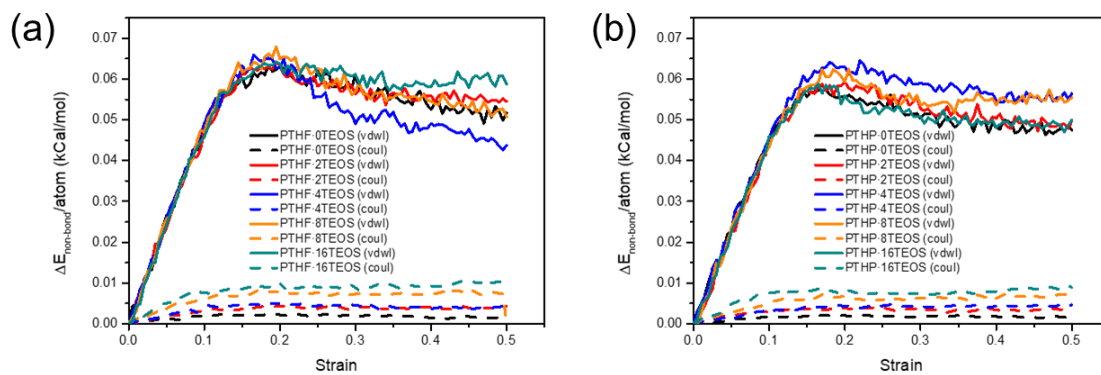 (a)
ΔE non-bond/atom (kCal/mol)
0.07
0.06
0.05
0.04
0.03
0.02
0.01
0.00
PTHF-0TEOS (vdwl)
PTHF-0TEOS (coul)
PTHF-2TEOS (vdwl)
PTHF-2TEOS (coul)
PTHF-4TEOS (vdwl)
PTHF-4TEOS (coul)
PTHF-8TEOS (vdwl)
PTHF-8TEOS (coul)
PTHF-16TEOS (vdwl)
PTHF-16TEOS (coul)
0.0 0.1 0.2 0.3 0.4 0.5
Strain
(b)
ΔE non-bond/atom (kCal/mol)
0.07
0.06
0.05
0.04
0.03
0.02
0.01
0.00
PTHP-0TEOS (vdwl)
PTHP-0TEOS (coul)
PTHP-2TEOS (vdwl)
PTHP-2TEOS (coul)
PTHP-4TEOS (vdwl)
PTHP-4TEOS (coul)
PTHP-8TEOS (vdwl)
PTHP-8TEOS (coul)
PTHP-16TEOS (vdwl)
PTHP-16TEOS (coul)
0.0 0.1 0.2 0.3 0.4 0.5
Strain